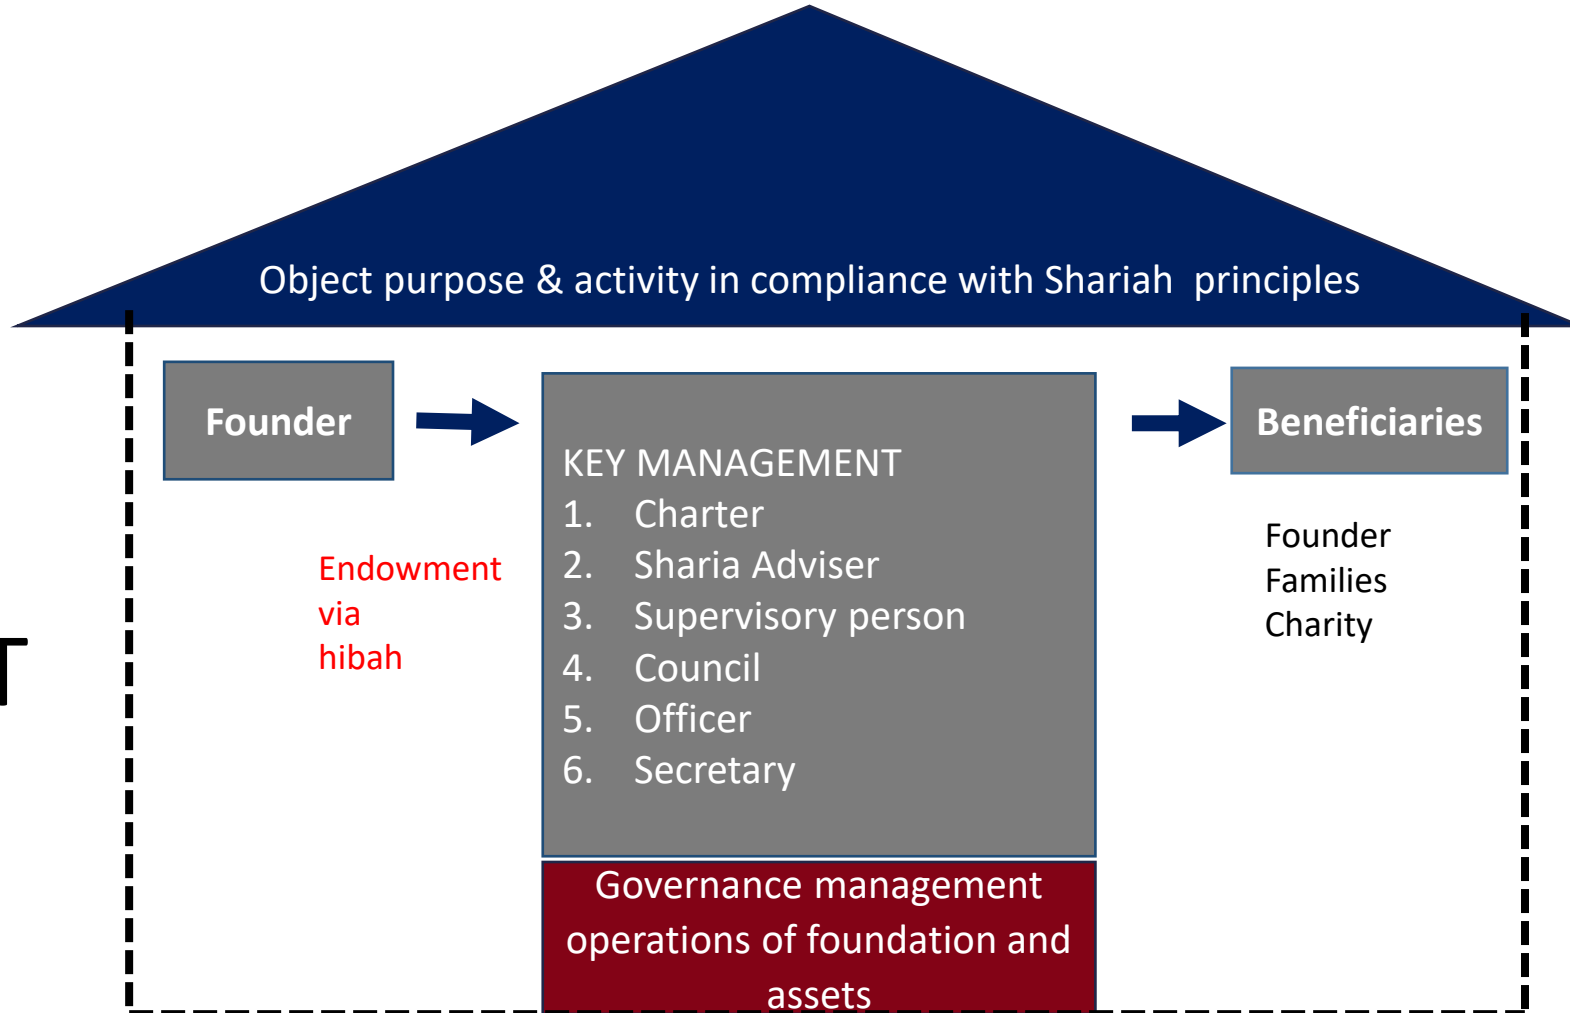 Object purpose & activity in compliance with Shariah principles
Founder
Beneficiaries
KEY MANAGEMENT
1. Charter
2. Sharia Adviser
3. Supervisory person
4. Council
5. Officer
6. Secretary
Endowment
via
hibah
Founder
Families
Charity
T
Governance management
operations of foundation and
assets